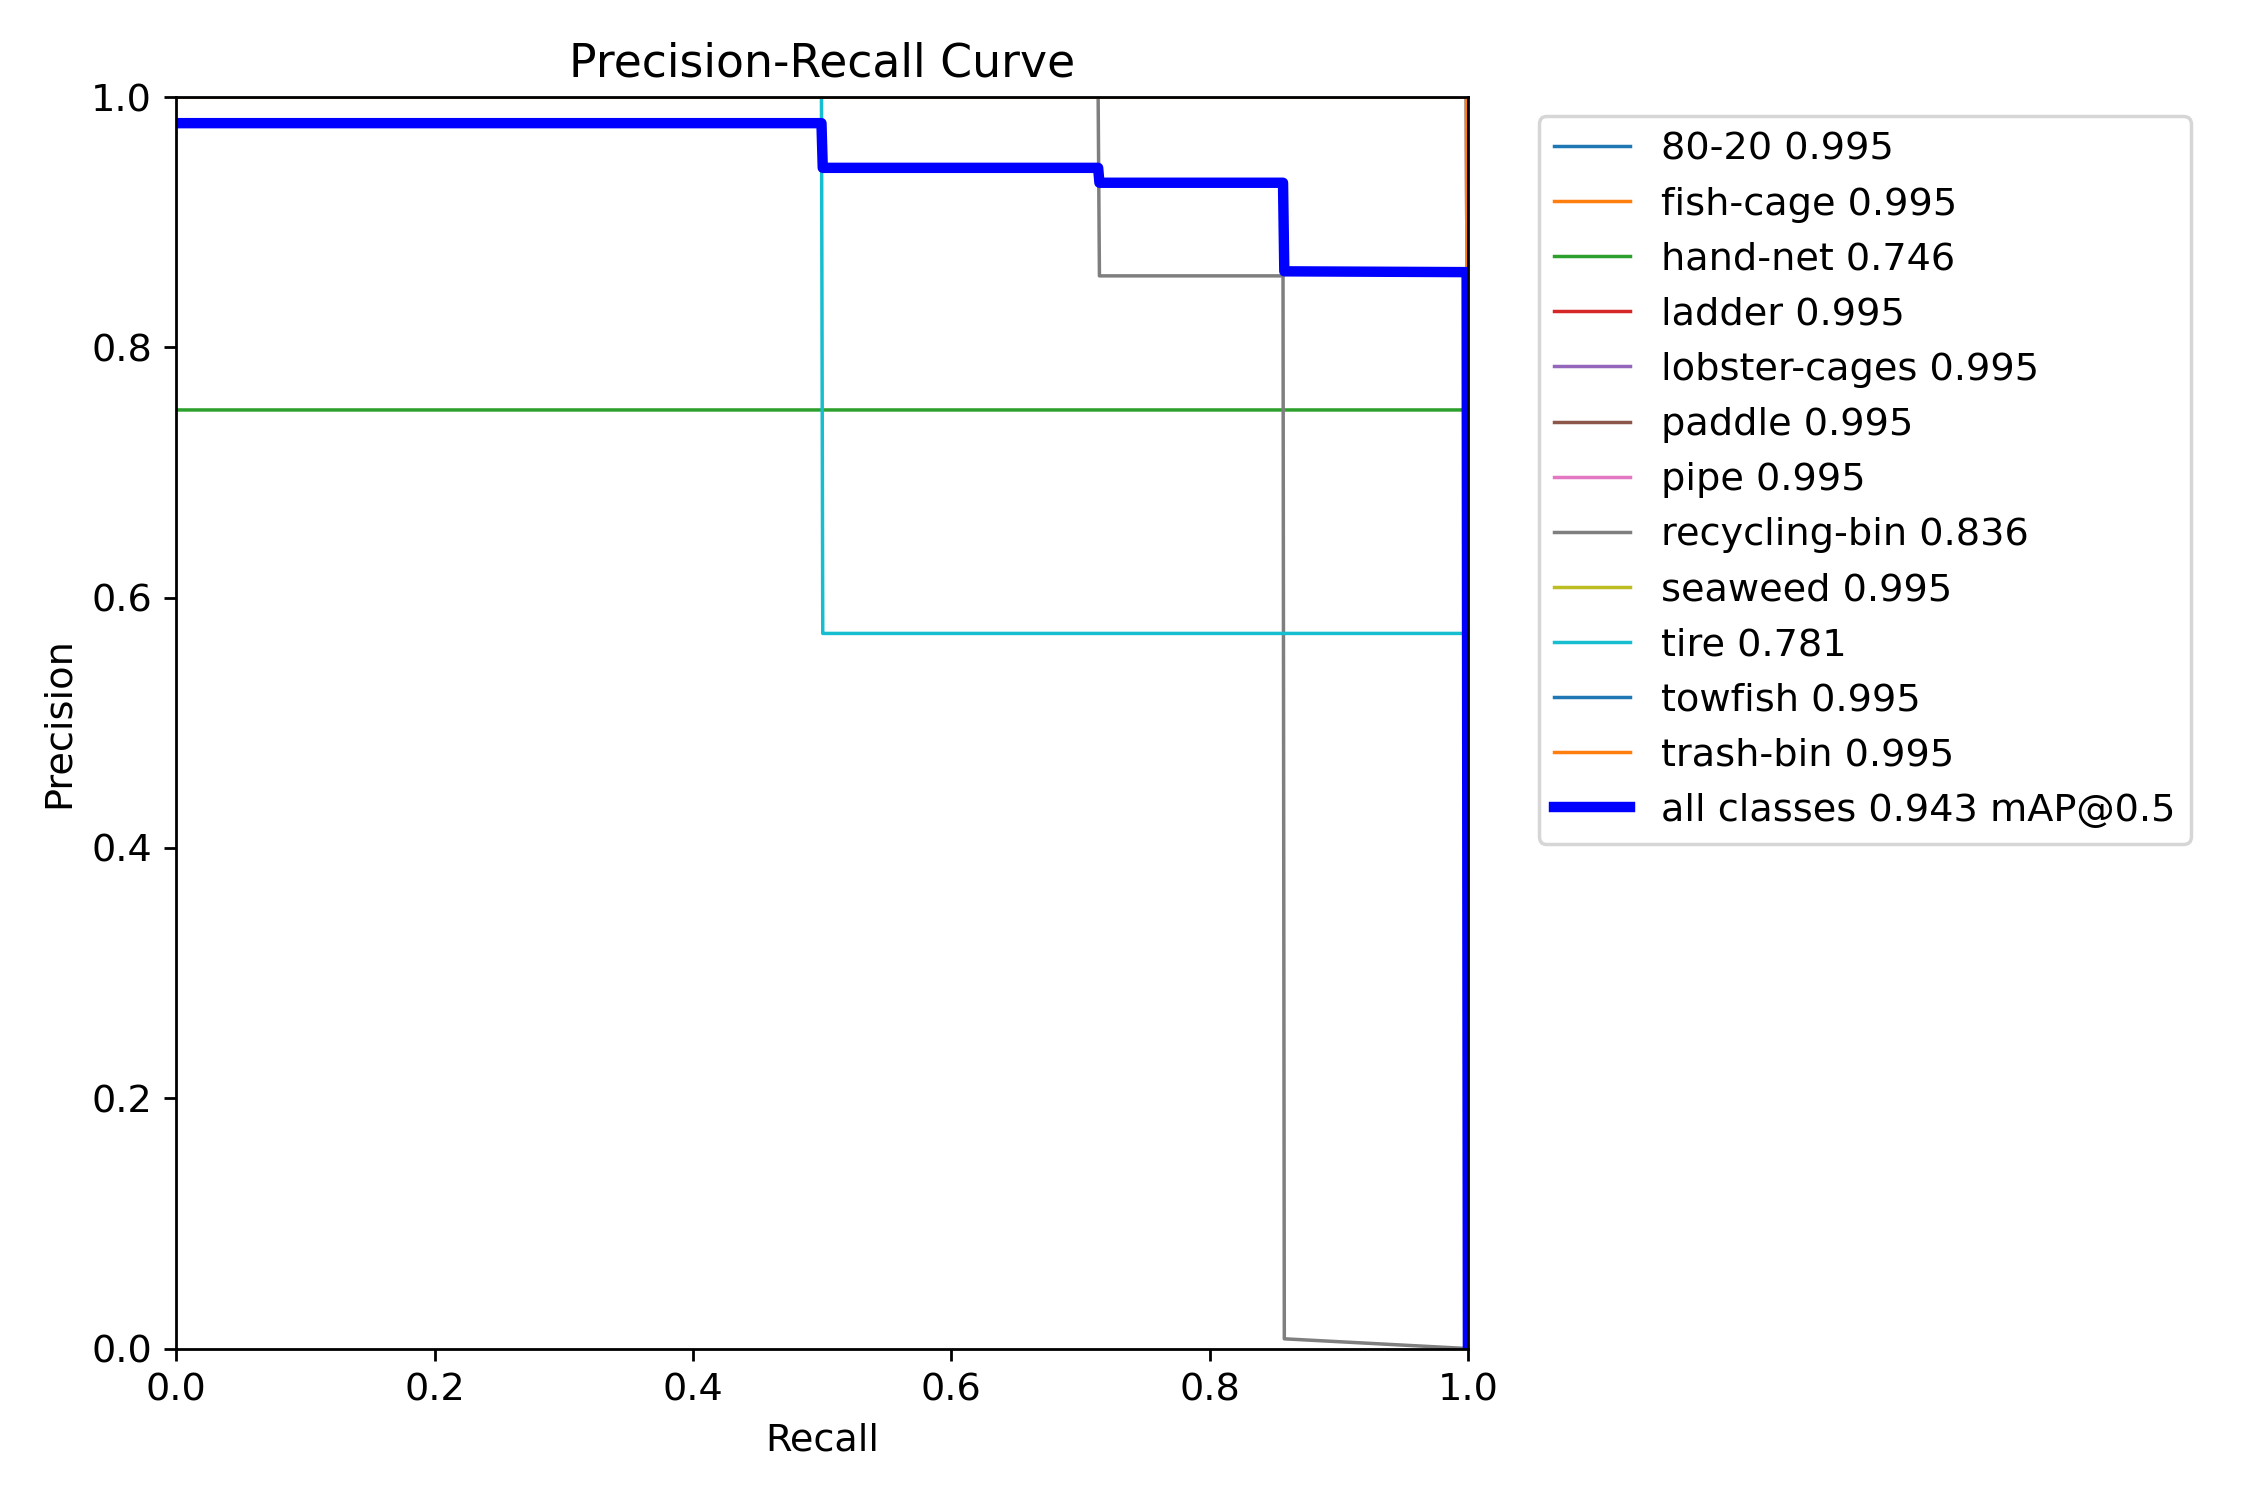 Precision-Recall Curve
1.0
0.8
0.6
0.4
0.2
0.0
Precision
0.0 0.2 0.4 0.6 0.8 1.0
Recall
80-20 0.995
fish-cage 0.995
hand-net 0.746
ladder 0.995
lobster-cages 0.995
paddle 0.995
pipe 0.995
recycling-bin 0.836
seaweed 0.995
tire 0.781
towfish 0.995
trash-bin 0.995
all classes 0.943 mAP@0.5